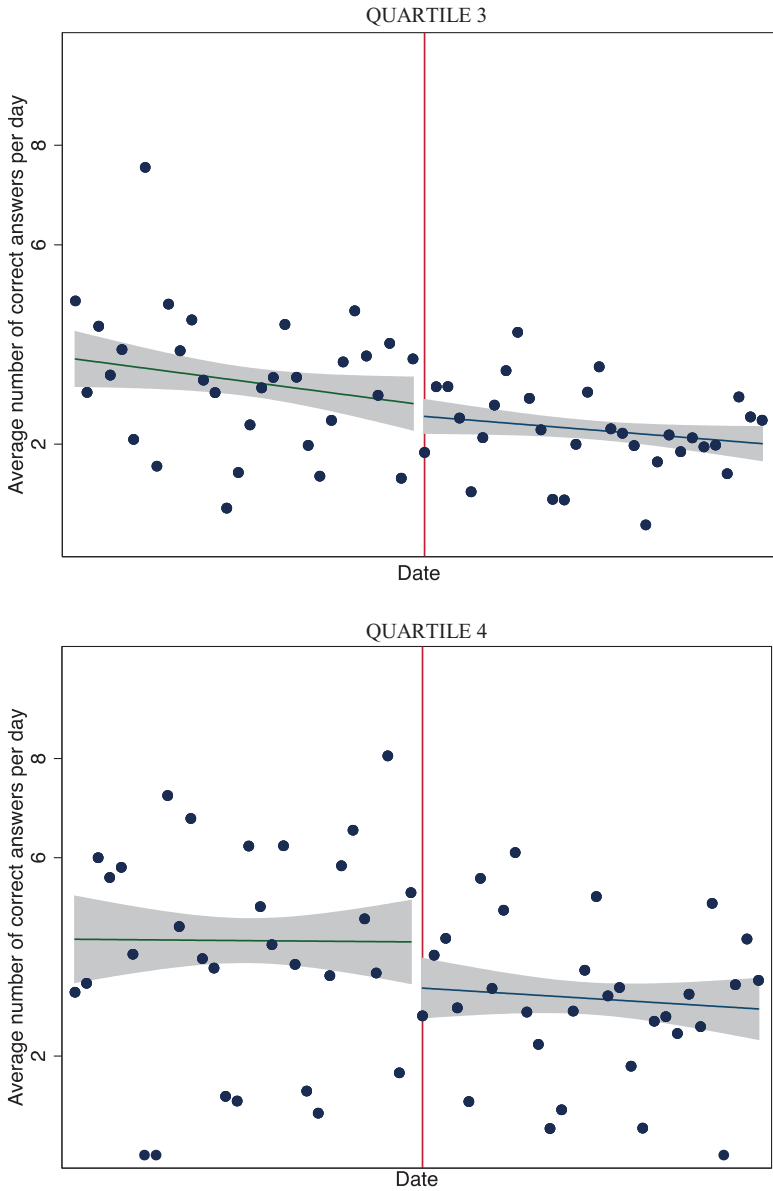 QUARTILE 3
Average number of correct answers per day
8
6
2
Date
QUARTILE 4
Average number of correct answers per day
8
6
2
Date